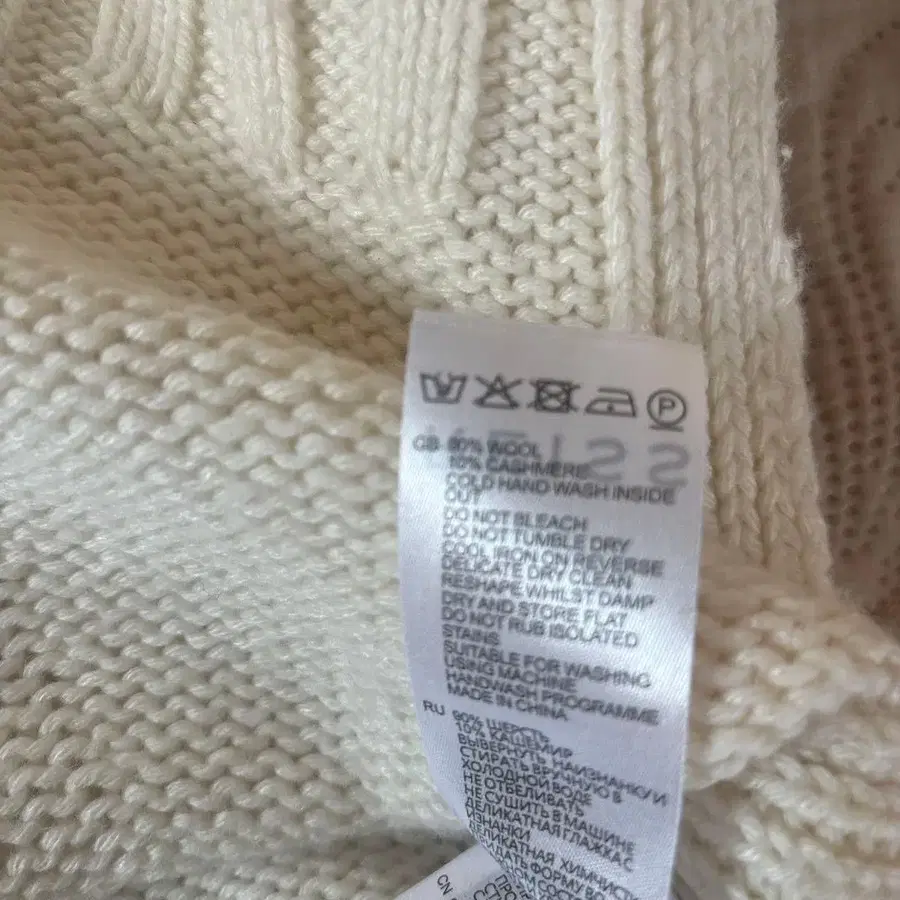 P
GB 90% WOOL
10% CASHMERE
COLD HAND WASH INSIDE
OUT
DO NOT BLEACH
DO NOT TUMBLE DRY
COOL IRON ON REVERSE
DELICATE DRY CLEAN
RESHAPE WHILST DAMP
DRY AND STORE FLAT
DO NOT RUB ISOLATED
STAINS
SUITABLE FOR WASHING
USING MACHINE
HANDWASH PROGRAMME
MADE IN CHINA
RU 90% ШЕРСТЬ
10% КАШЕМИР
ВЫВЕРНУТЬ НАИЗНАНКУ И
СТИРАТЬ ВРУЧНУЮ В
ХОЛОДНОЙ ВОДЕ
НЕ ОТБЕЛИВАТЬ
НЕ СУШИТЬ В МАШИНЕ
ДЕЛИКАТНАЯ ГЛАЖКА С
ИЗНАНКИ
ДЕЛИКАТНАЯ ХИМЧИСТ
CN